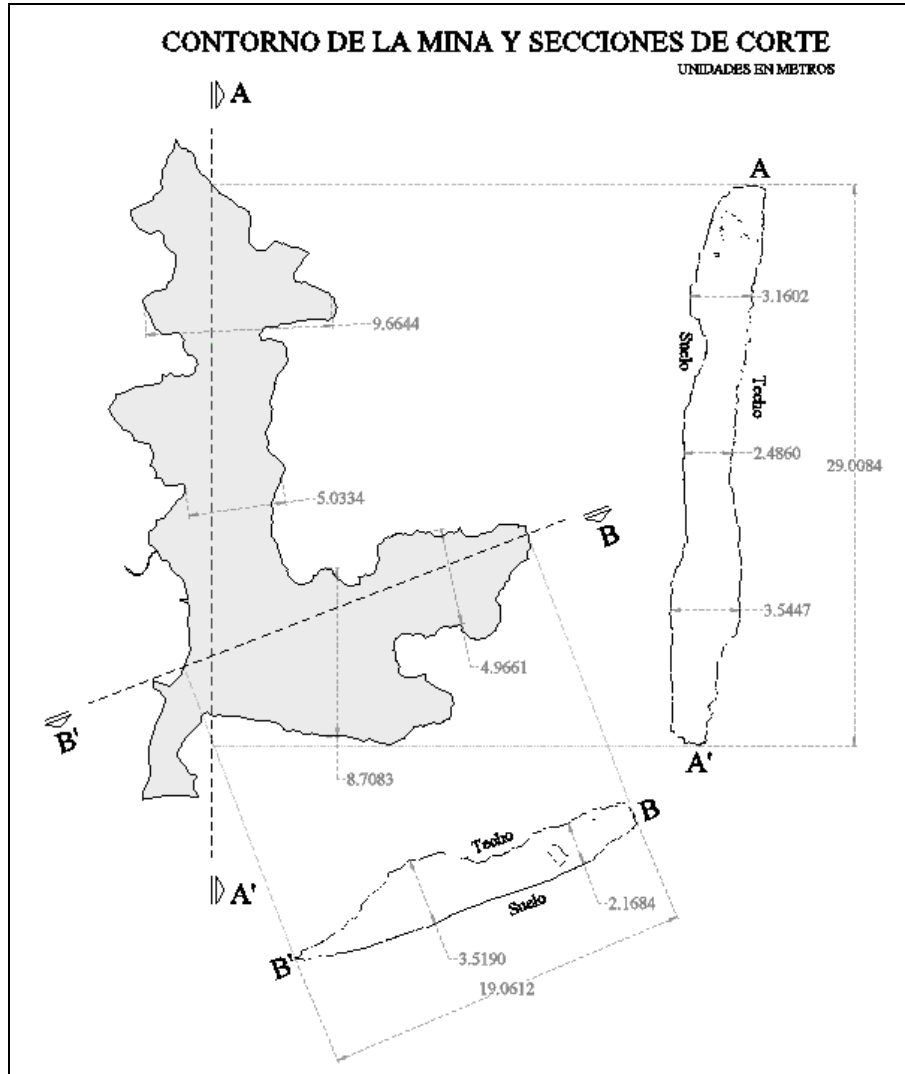 CONTORNO DE LA MINA Y SECCIONES DE CORTE
UNIDADES EN METROS
A
A
3.1602
9.6644
Suelo
Techo
2.4860
29.0084
5.0334
B
3.5447
4.9661
B'
A'
8.7083
Techo
B
A'
Suelo
2.1684
B'
3.5190
19.0612